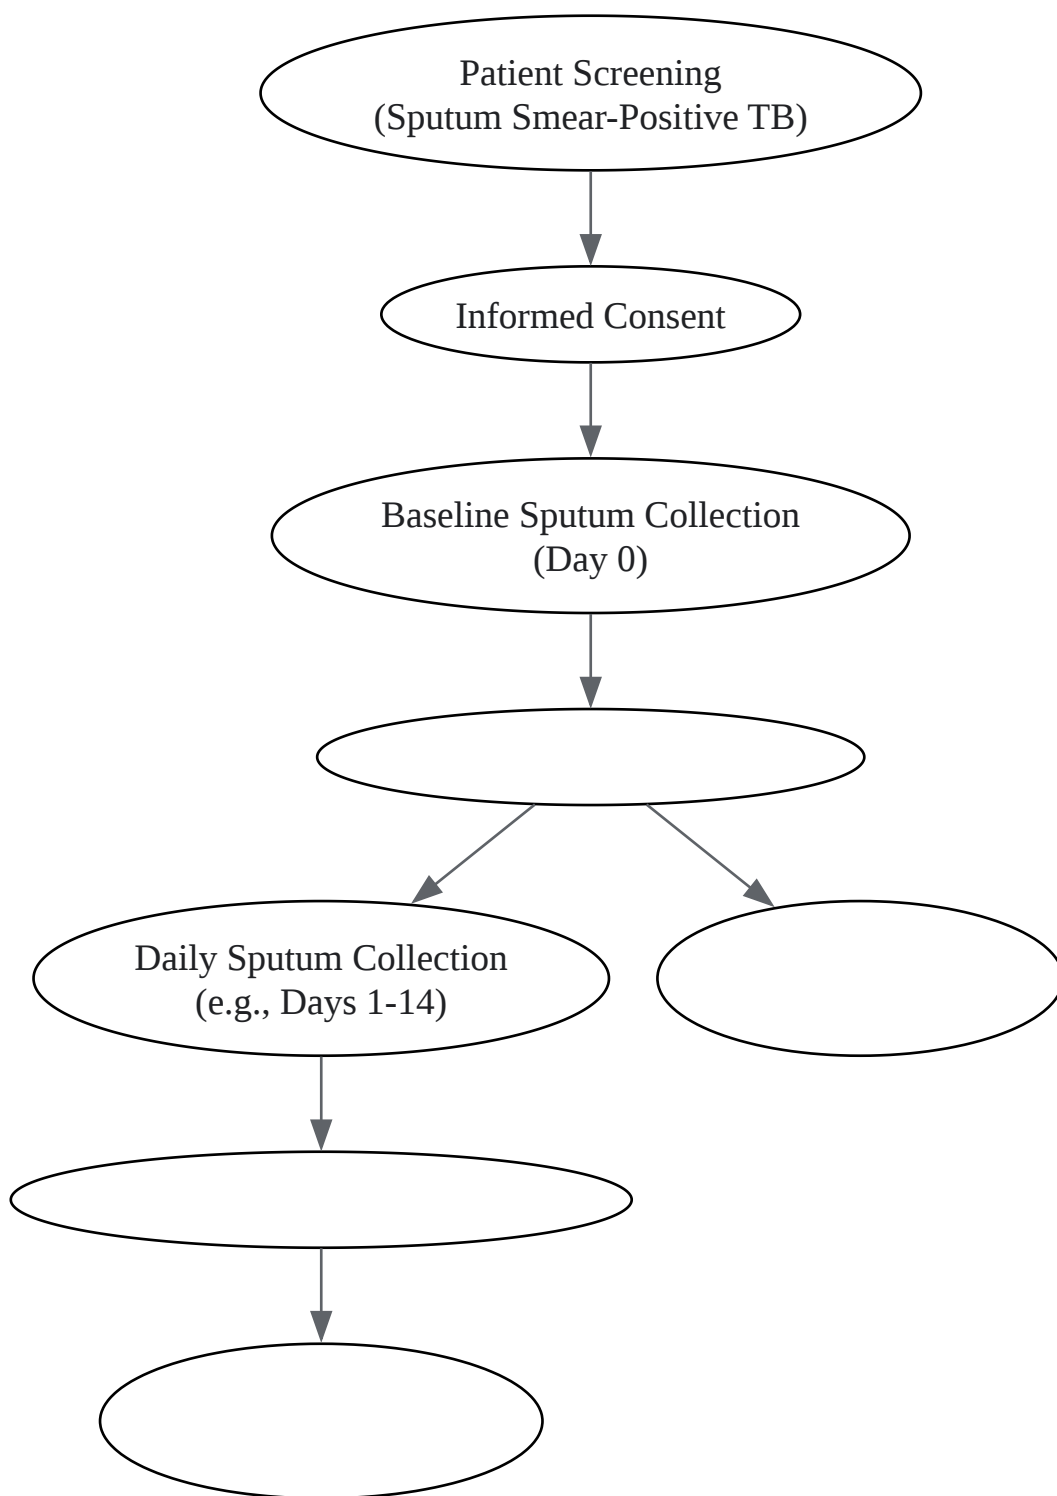 Patient Screening
(Sputum Smear-Positive TB)
Informed Consent
Baseline Sputum Collection
(Day 0)
Daily Sputum Collection
(e.g., Days 1-14)